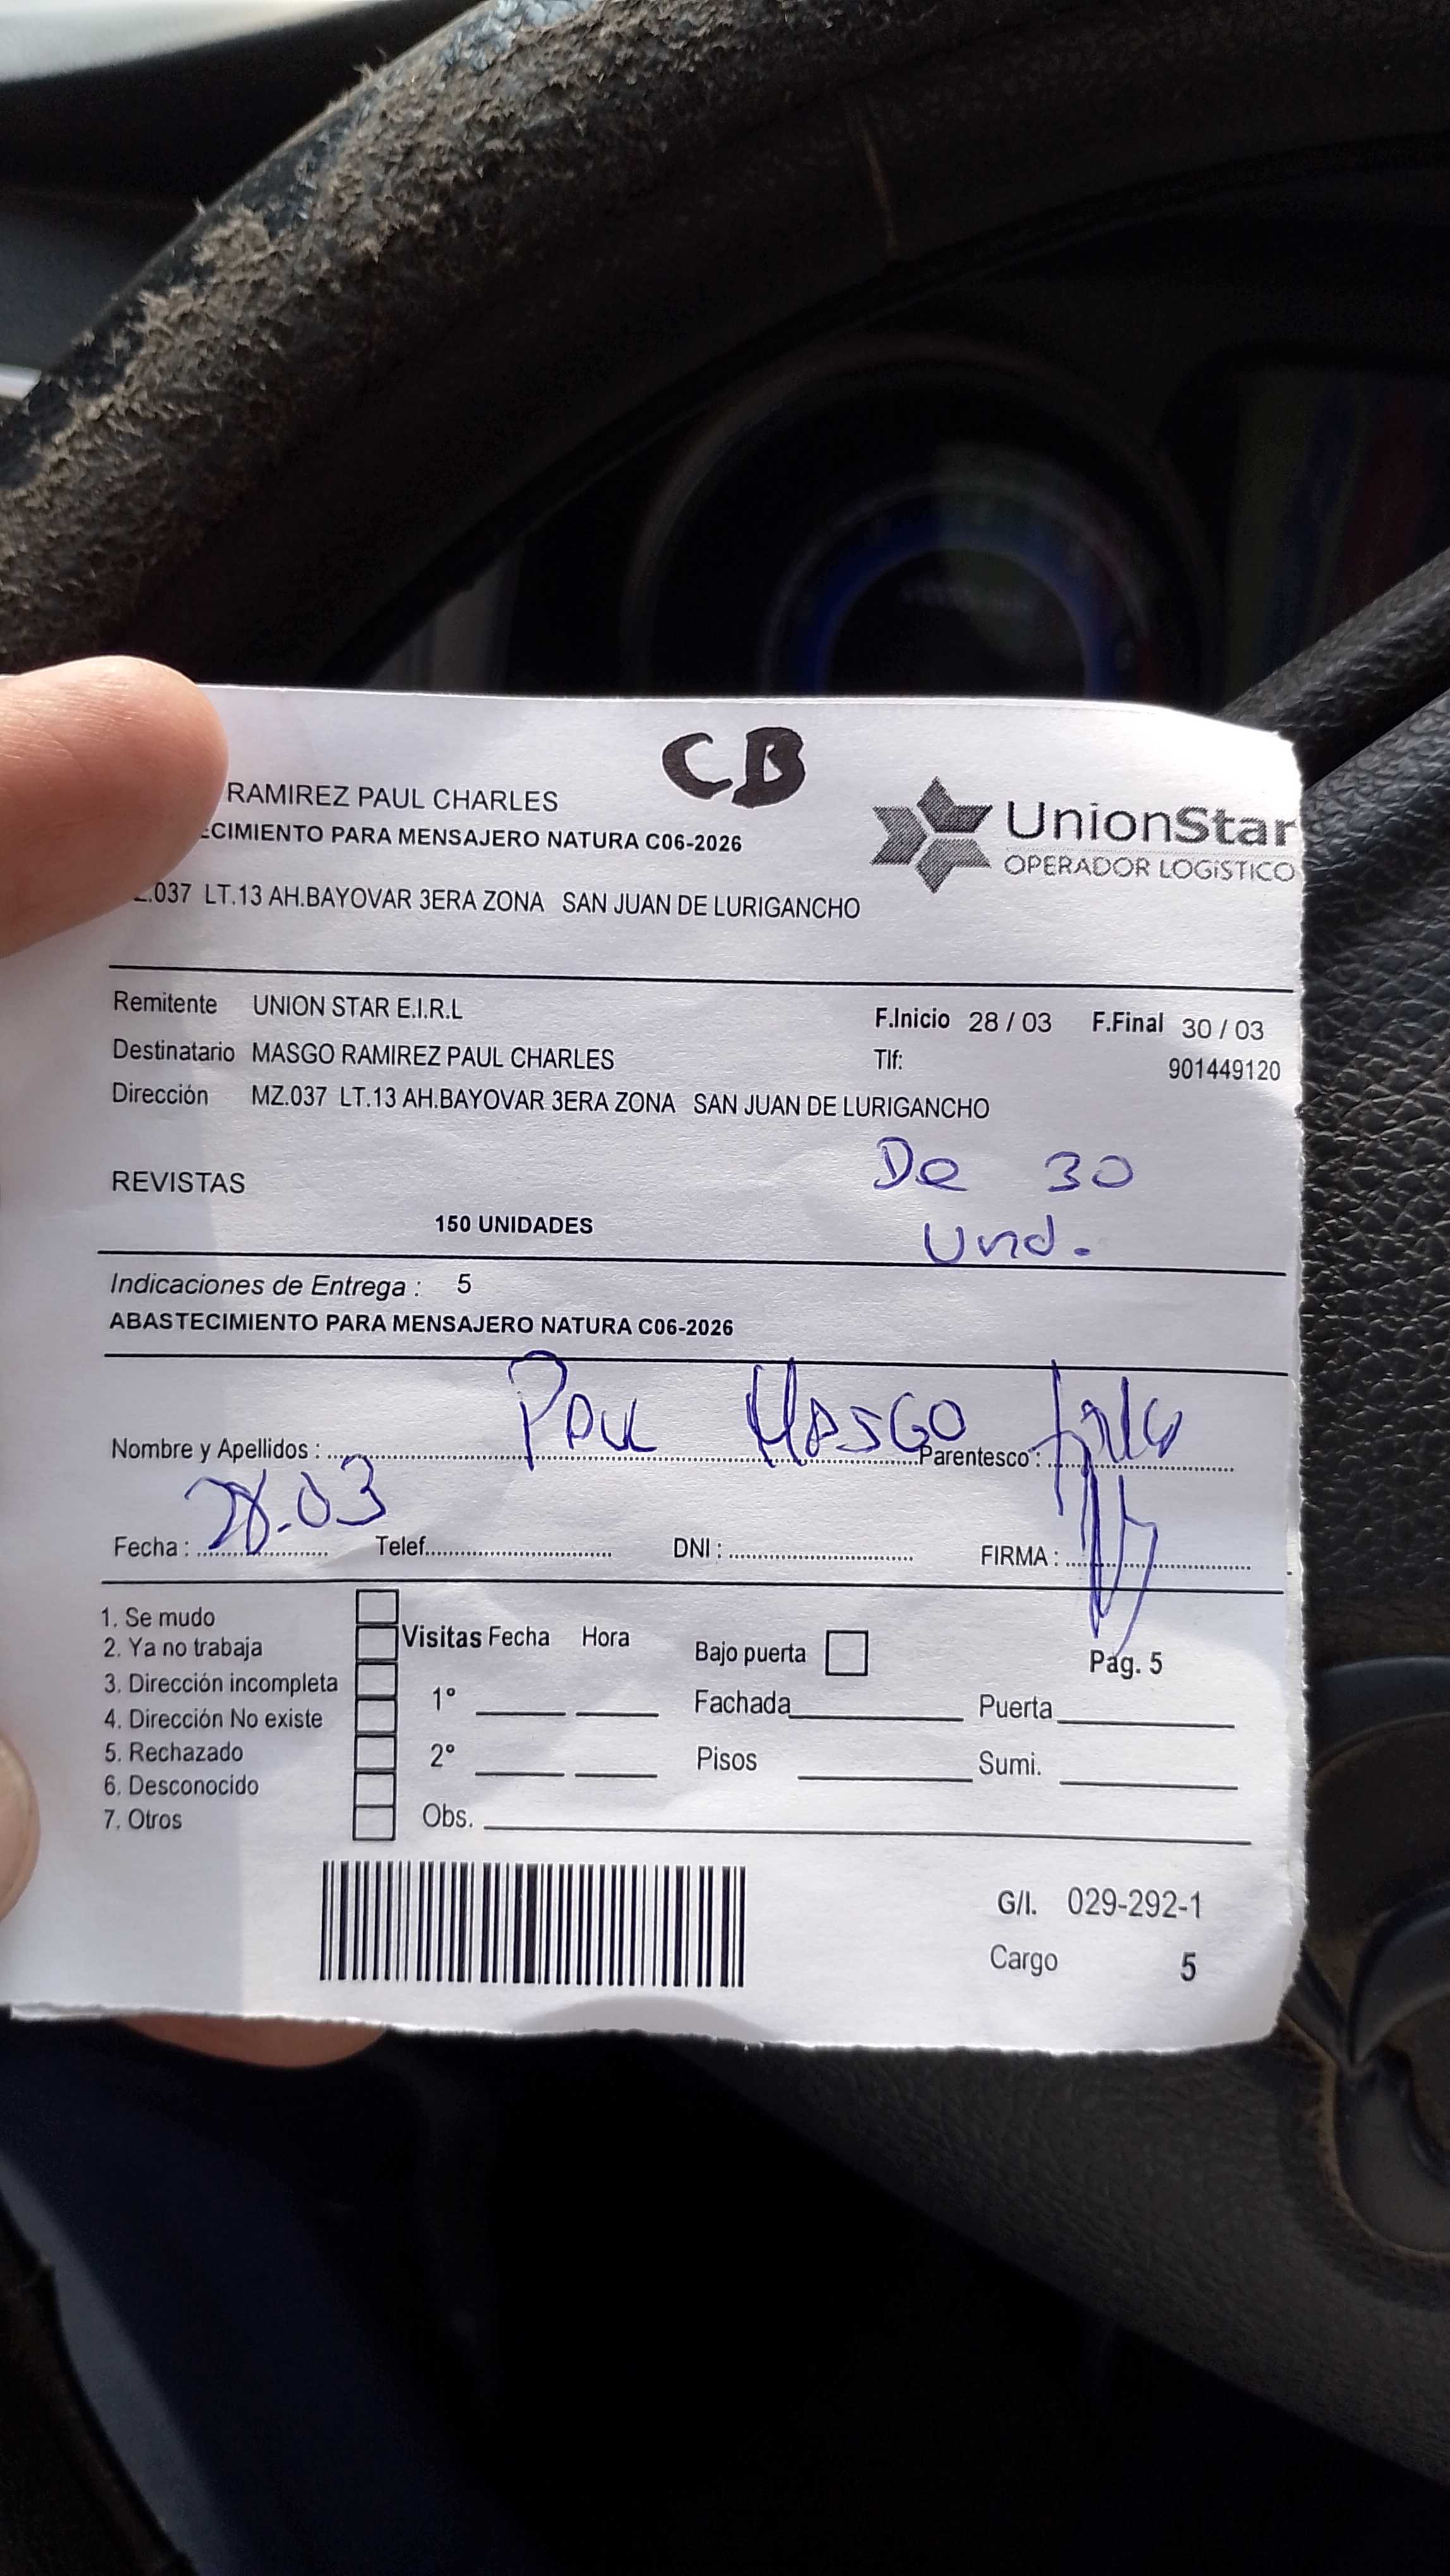 CB
RAMIREZ PAUL CHARLES
ECIMIENTO PARA MENSAJERO NATURA C06-2026
UnionStar
OPERADOR LOGíSTICO
Z.037 LT.13 AH.BAYOVAR 3ERA ZONA SAN JUAN DE LURIGANCHO
Remitente UNION STAR E.I.R.L F.Inicio 28 / 03 F.Final 30 / 03
Destinatario MASGO RAMIREZ PAUL CHARLES Tlf: 901449120
Dirección MZ.037 LT.13 AH.BAYOVAR 3ERA ZONA SAN JUAN DE LURIGANCHO
De 30
REVISTAS
150 UNIDADES Und.
Indicaciones de Entrega : 5
ABASTECIMIENTO PARA MENSAJERO NATURA C06-2026
Nombre y Apellidos : Paul MASGO Parentesco :
Fecha : 28.03 Telef. DNI : FIRMA :
1. Se mudo
2. Ya no trabaja
3. Dirección incompleta
4. Dirección No existe
5. Rechazado
6. Desconocido
7. Otros
Visitas Fecha Hora
1°
2°
Obs.
Bajo puerta
Pág. 5
Fachada Puerta
Pisos Sumi.
G/I. 029-292-1
Cargo 5